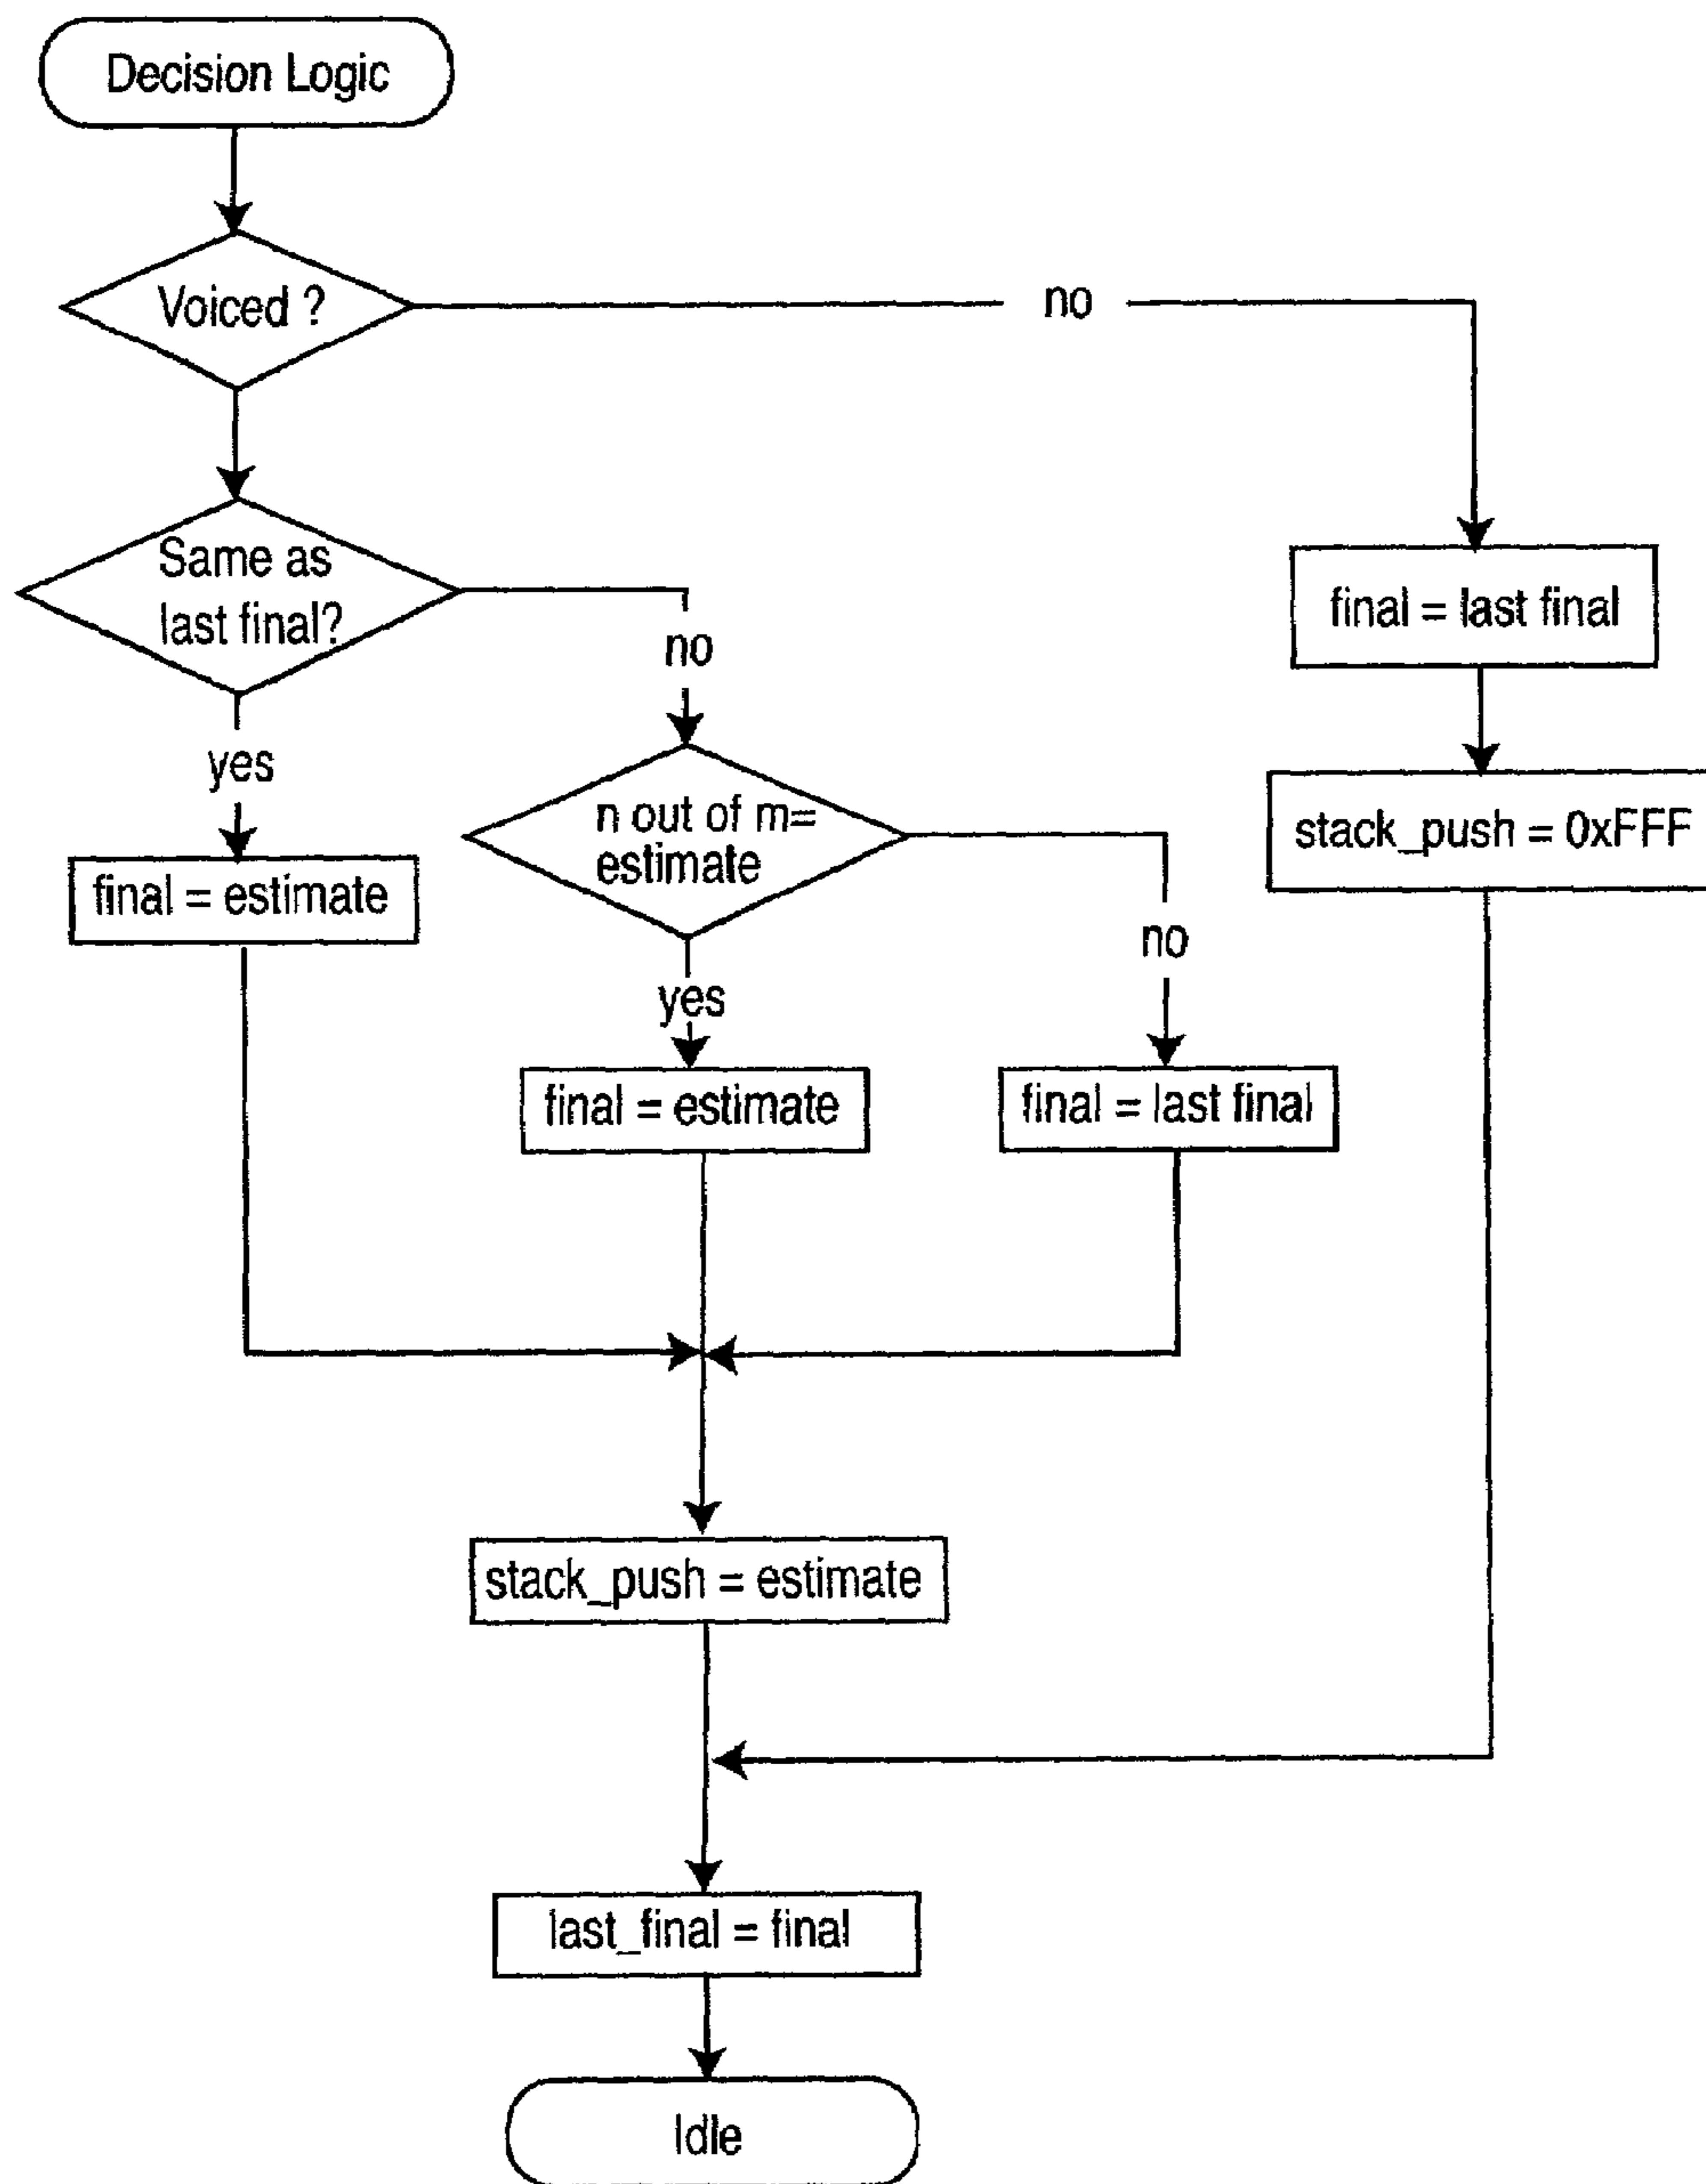 Decision Logic
Voiced ?
no
Same as
last final?
no
final = last final
yes
n out of m=
estimate
stack_push = 0xFFF
final = estimate
no
yes
final = estimate
final = last final
stack_push = estimate
last_final = final
Idle